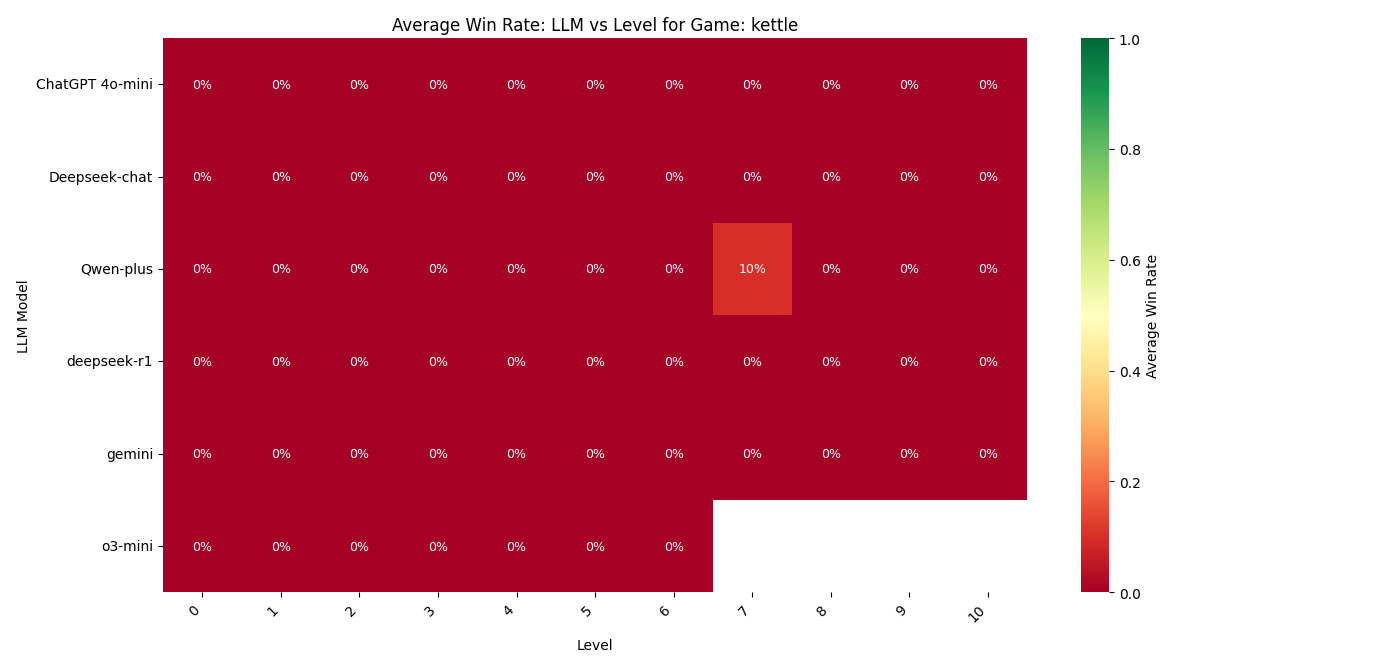 Average Win Rate: LLM vs Level for Game: kettle
LLM Model
ChatGPT 4o-mini 0% 0% 0% 0% 0% 0% 0% 0% 0% 0% 0%
Deepseek-chat 0% 0% 0% 0% 0% 0% 0% 0% 0% 0% 0%
Qwen-plus 0% 0% 0% 0% 0% 0% 0% 10% 0% 0% 0%
deepseek-r1 0% 0% 0% 0% 0% 0% 0% 0% 0% 0% 0%
gemini 0% 0% 0% 0% 0% 0% 0% 0% 0% 0% 0%
o3-mini 0% 0% 0% 0% 0% 0% 0%
0 1 2 3 4 5 6 7 8 9 10
Level
1.0
0.8
0.6
0.4
0.2
0.0
Average Win Rate